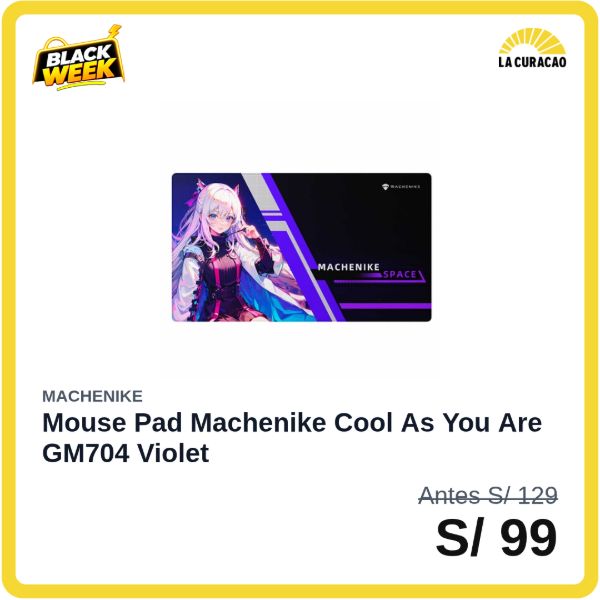 BLACK
WEEK
LA CURACAO
MACHENIKE
MACHENIKE
SPACE
MACHENIKE
Mouse Pad Machenike Cool As You Are
GM704 Violet
Antes S/ 129
S/ 99